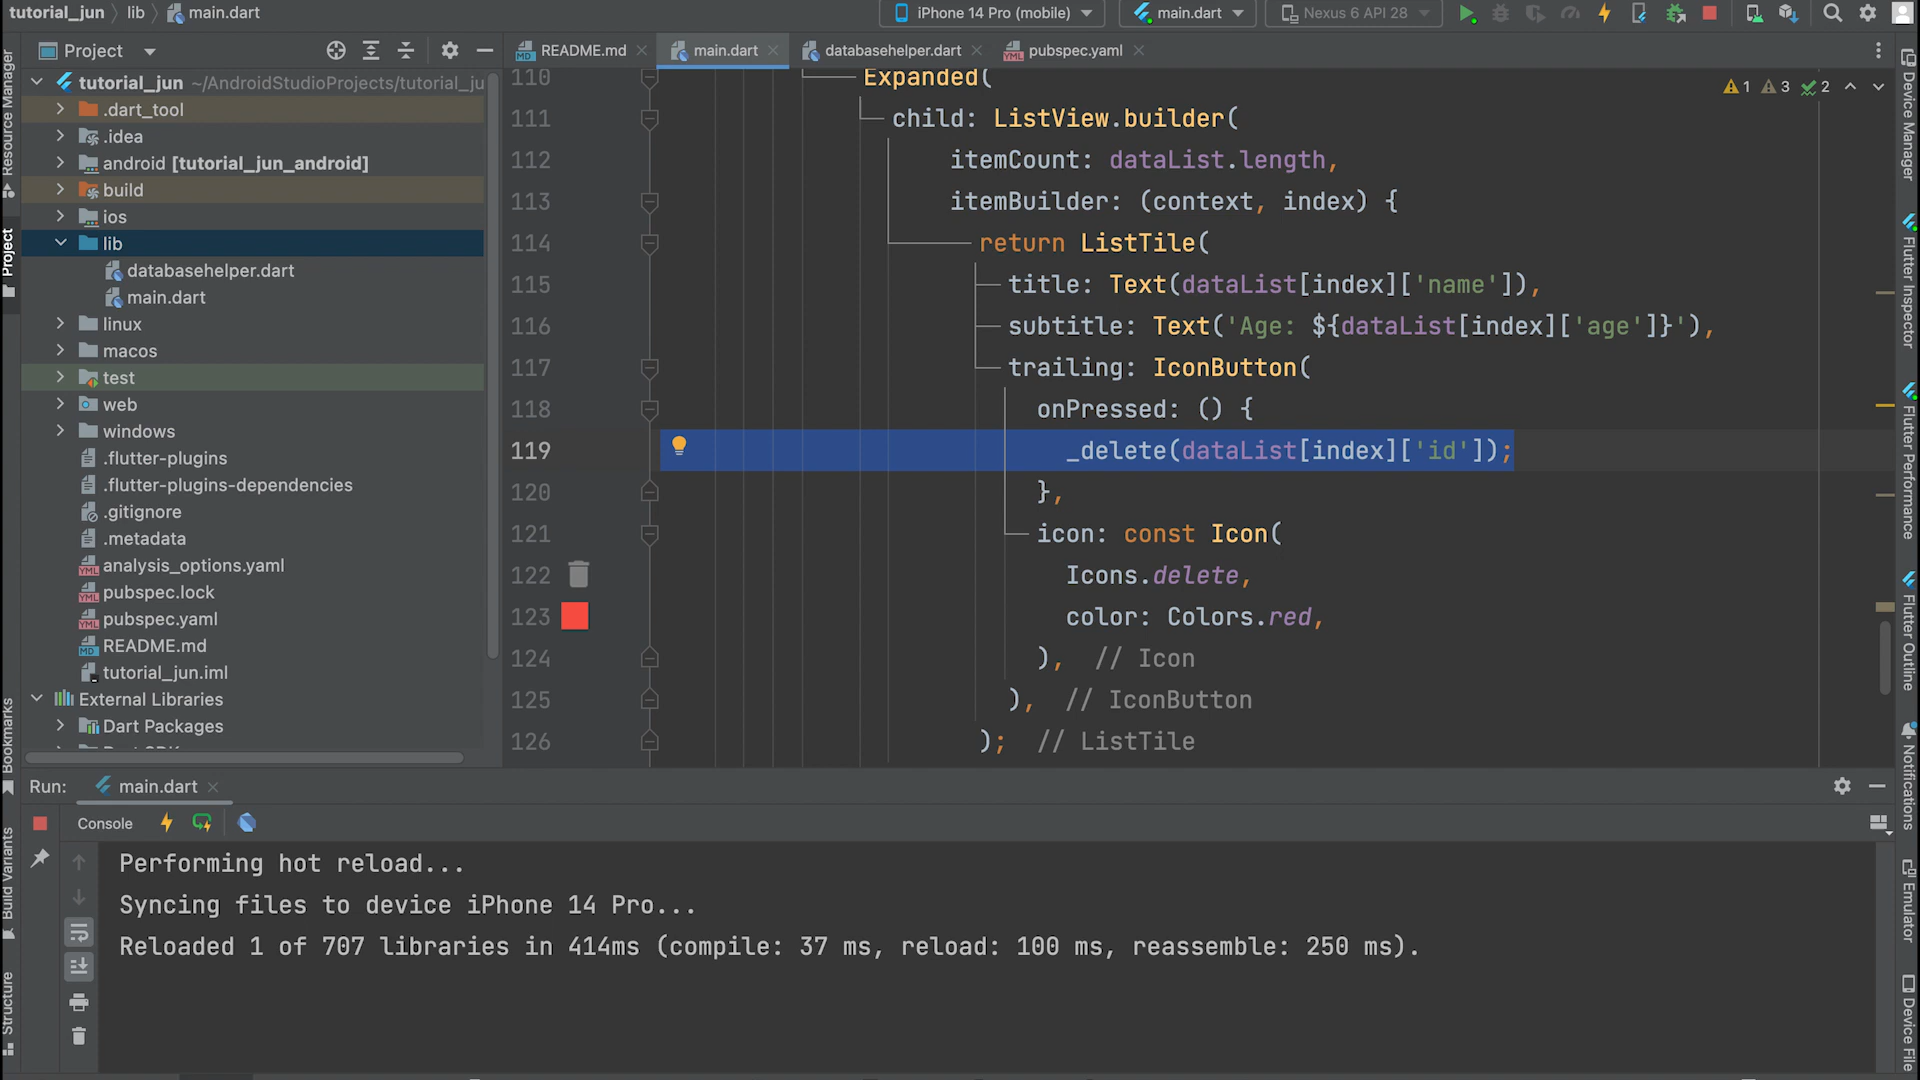 tutorial_jun > lib > main.dart
iPhone 14 Pro (mobile)
main.dart
Nexus 6 API 28
Project
README.md
main.dart
databasehelper.dart
pubspec.yaml
Resource Manager
Project
Bookmarks
Build Variants
Structure
tutorial_jun ~/AndroidStudioProjects/tutorial_ju
.dart_tool
.idea
android [tutorial_jun_android]
build
ios
lib
databasehelper.dart
main.dart
linux
macos
test
web
windows
.flutter-plugins
.flutter-plugins-dependencies
.gitignore
.metadata
analysis_options.yaml
pubspec.lock
pubspec.yaml
README.md
tutorial_jun.iml
External Libraries
Dart Packages
1 3 2
110 Expanded(
111 child: ListView.builder(
112 itemCount: dataList.length,
113 itemBuilder: (context, index) {
114 return ListTile(
115 title: Text(dataList[index]['name']),
116 subtitle: Text('Age: ${dataList[index]['age']}'),
117 trailing: IconButton(
118 onPressed: () {
119 _delete(dataList[index]['id']);
120 },
121 icon: const Icon(
122 Icons.delete,
123 color: Colors.red,
124 ), // Icon
125 ), // IconButton
126 ); // ListTile
Device Manager
Flutter Inspector
Flutter Performance
Flutter Outline
Notifications
Emulator
Device File
Run: main.dart
Console
Performing hot reload...
Syncing files to device iPhone 14 Pro...
Reloaded 1 of 707 libraries in 414ms (compile: 37 ms, reload: 100 ms, reassemble: 250 ms).